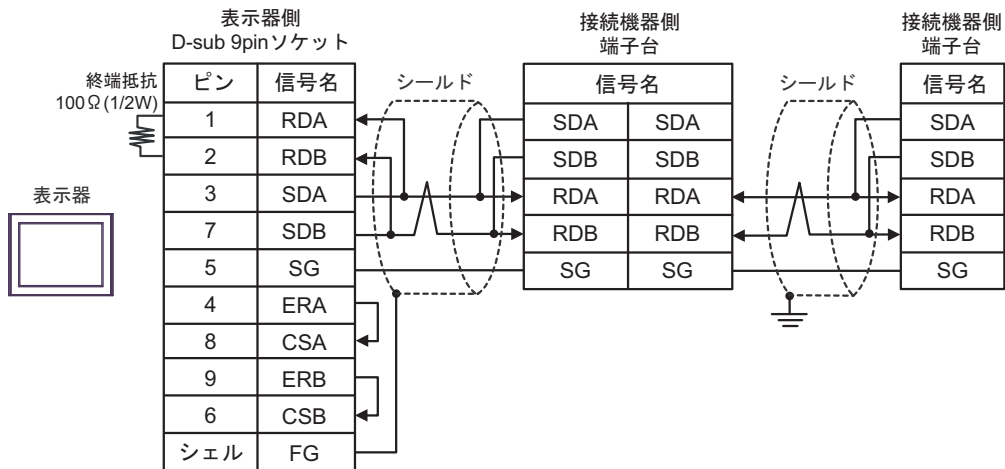 表示器側
D-sub 9pinソケット
接続機器側
端子台
接続機器側
端子台
終端抵抗
100Ω(1/2W)
ピン 信号名
シールド
信号名
シールド
信号名
1 RDA
SDA SDA
SDA
2 RDB
SDB SDB
SDB
表示器
3 SDA
RDA RDA
RDA
7 SDB
RDB RDB
RDB
5 SG
SG SG
SG
4 ERA
8 CSA
9 ERB
6 CSB
シェル FG